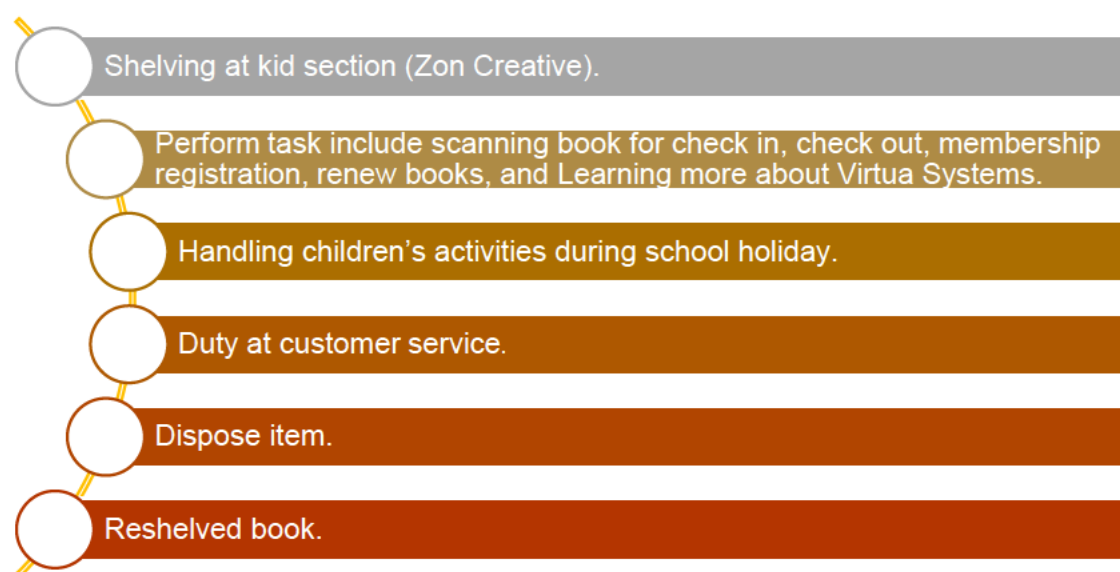 Shelving at kid section (Zon Creative).
Perform task include scanning book for check in, check out, membership
registration, renew books, and Learning more about Virtua Systems.
Handling children’s activities during school holiday.
Duty at customer service.
Dispose item.
Reshelved book.